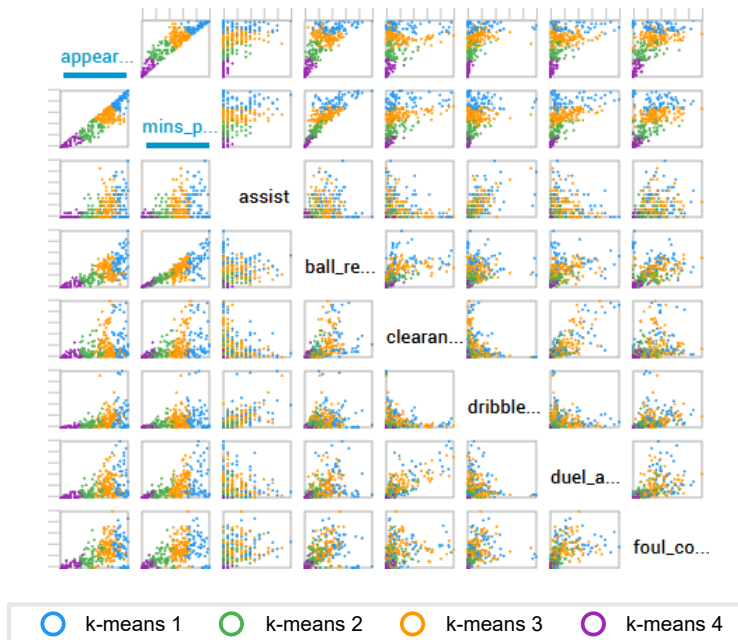 appear...
mins_p...
assist
ball_re...
clearan...
dribble...
duel_a...
foul_co...
k-means 1 k-means 2 k-means 3 k-means 4